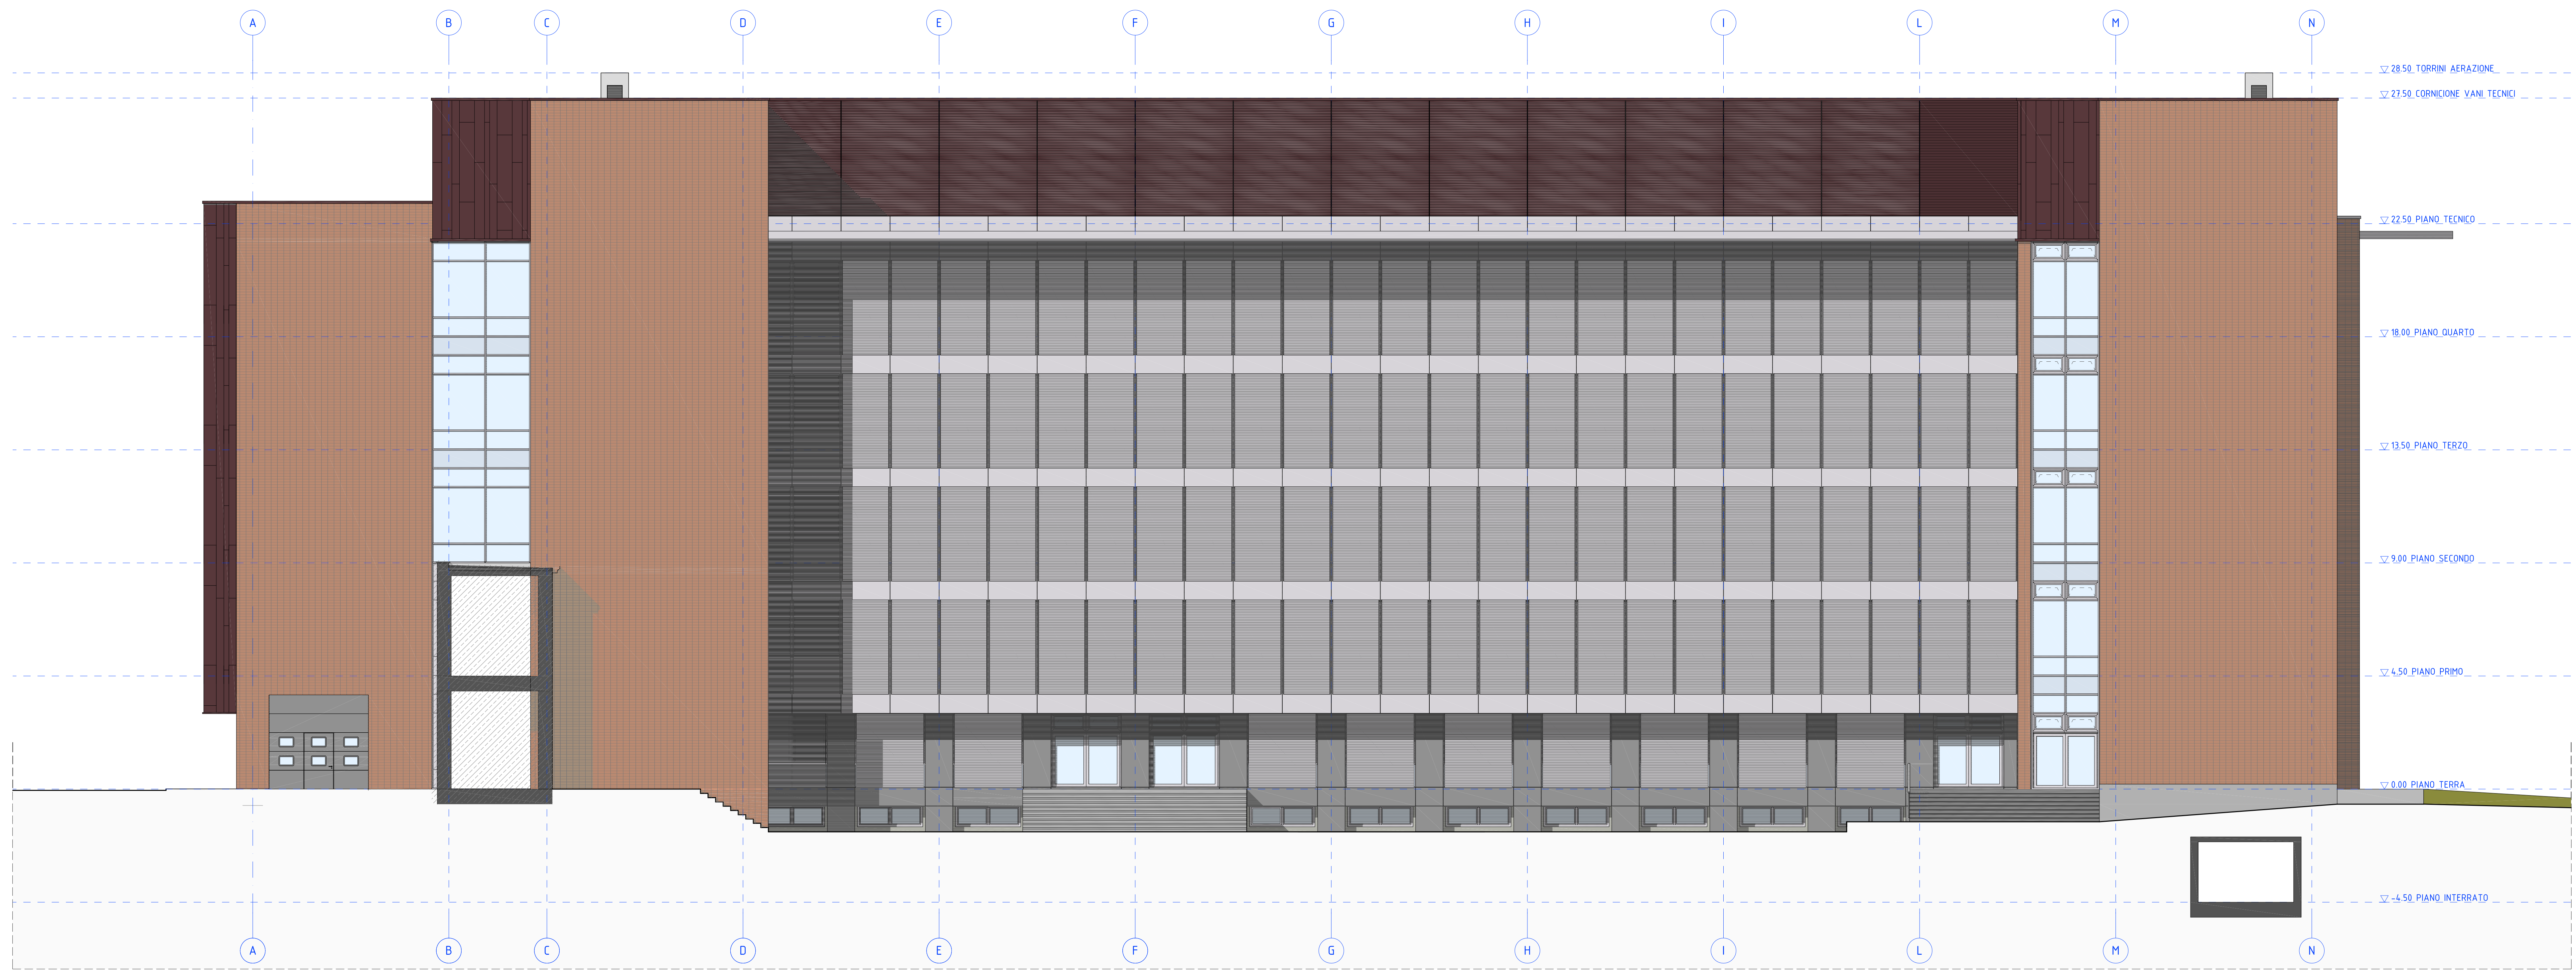 A B C D E F G H I L M N
28.50 TORRINI AERAZIONE
27.50 CORNICIONE VANI TECNICI
22.50 PIANO TECNICO
18.00 PIANO QUARTO
13.50 PIANO TERZO
9.00 PIANO SECONDO
4.50 PIANO PRIMO
0.00 PIANO TERRA
-4.50 PIANO INTERRATO
A B C D E F G H I L M N